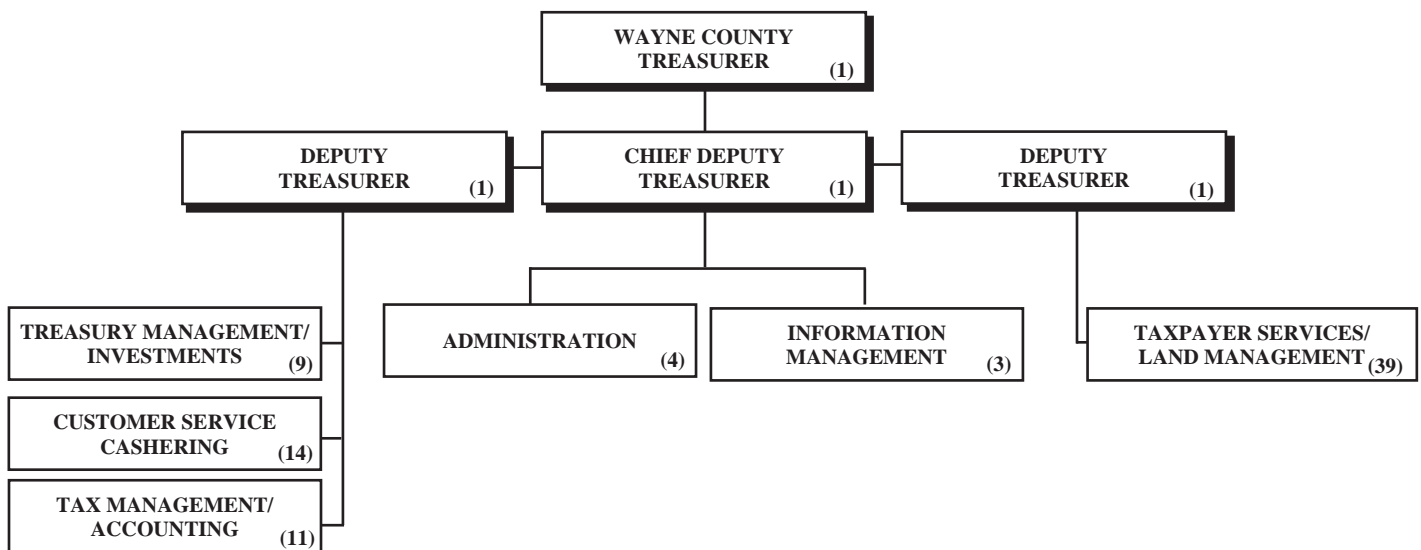 WAYNE COUNTY
TREASURER
(1)
DEPUTY
TREASURER
(1)
CHIEF DEPUTY
TREASURER
(1)
DEPUTY
TREASURER
(1)
TREASURY MANAGEMENT/
INVESTMENTS
(9)
CUSTOMER SERVICE
CASHERING
(14)
TAX MANAGEMENT/
ACCOUNTING
(11)
ADMINISTRATION
(4)
INFORMATION
MANAGEMENT
(3)
TAXPAYER SERVICES/
LAND MANAGEMENT
(39)